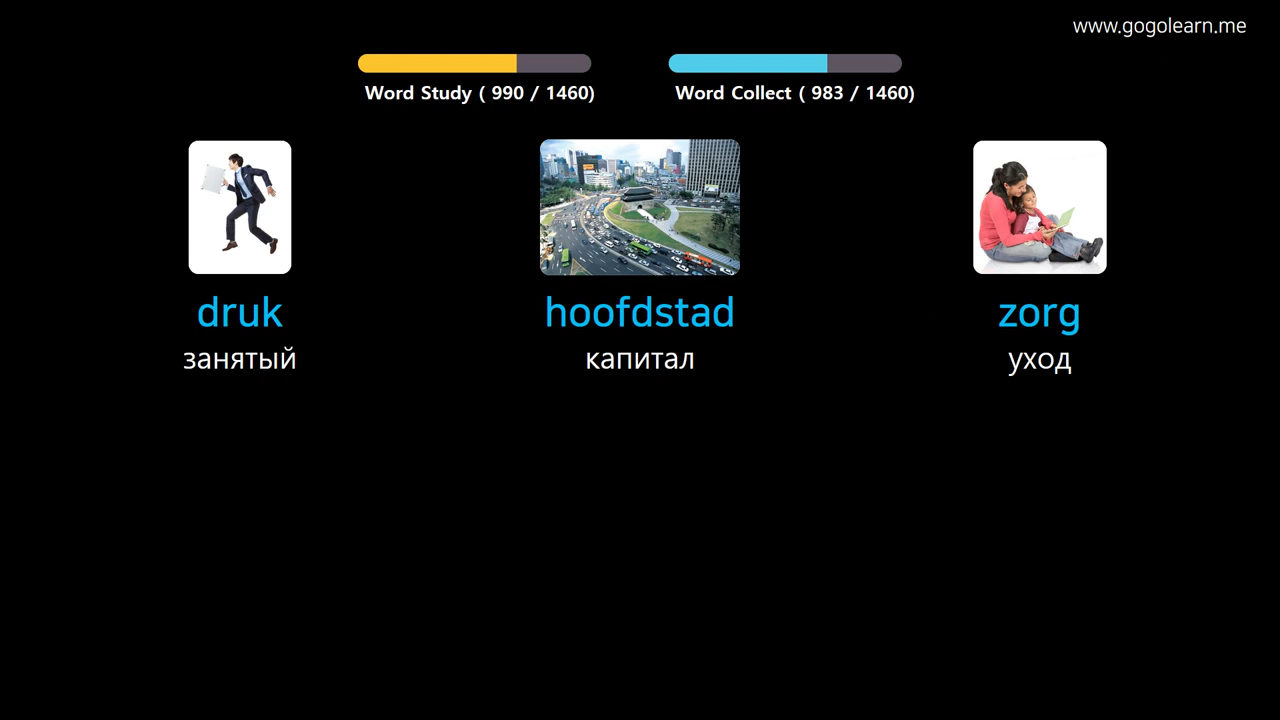 www.gogolearn.me
Word Study ( 990 / 1460)
Word Collect ( 983 / 1460)
druk
hoofdstad
zorg
занятый
капитал
уход